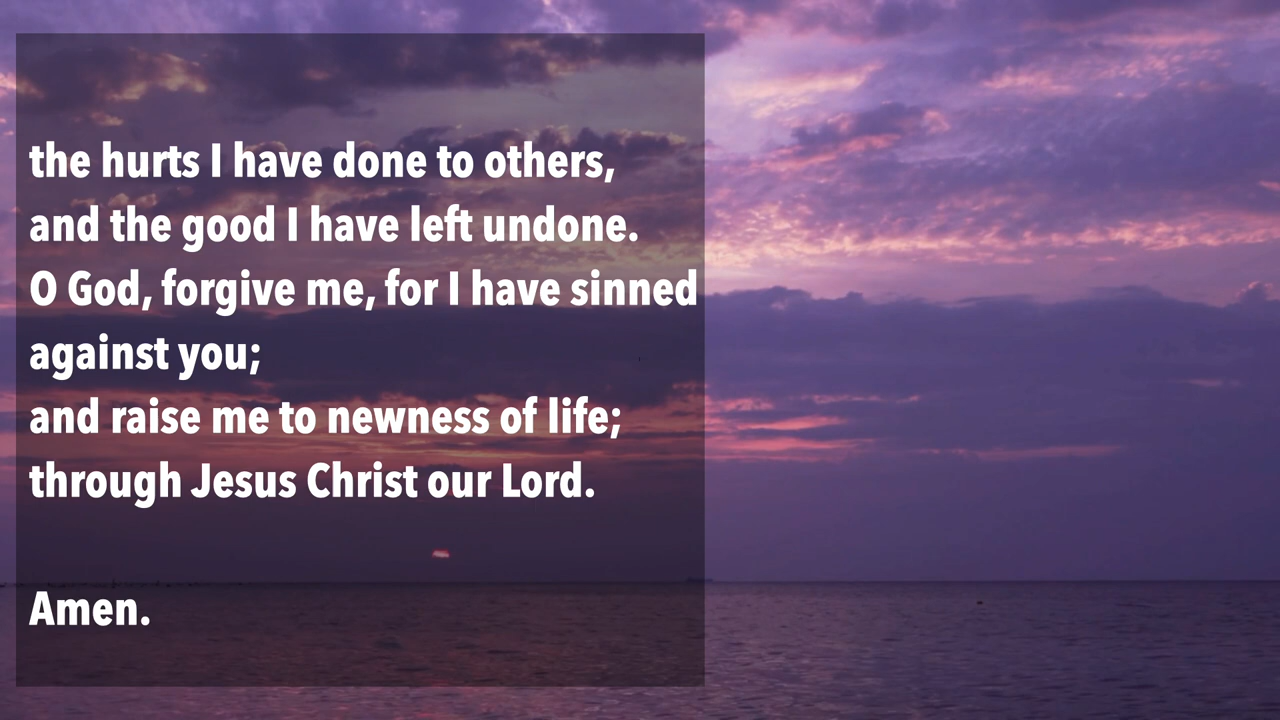 the hurts I have done to others,
and the good I have left undone.
O God, forgive me, for I have sinned
against you;
and raise me to newness of life;
through Jesus Christ our Lord.
Amen.